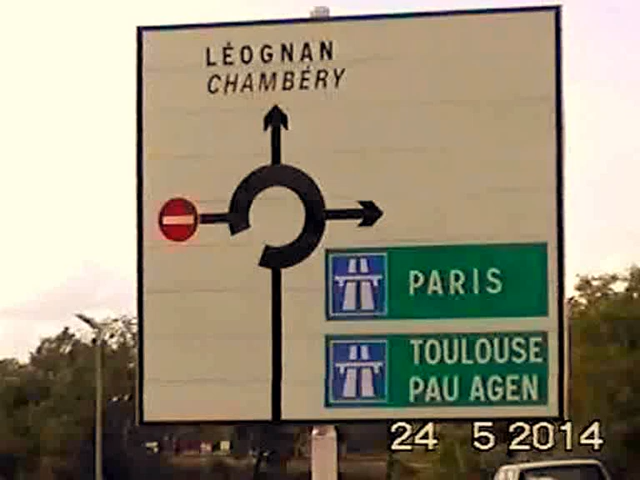 LÉOGNAN
CHAMBÉRY
PARIS
TOULOUSE
PAU AGEN
24 5 2014